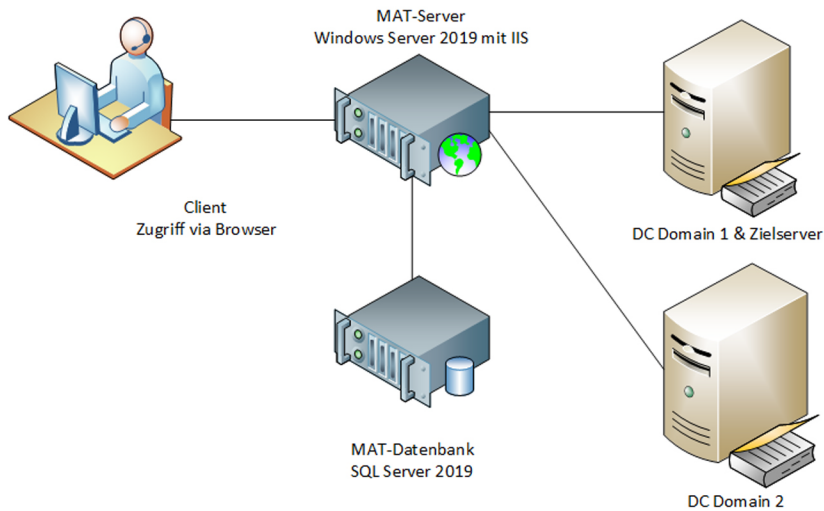 MAT-Server
Windows Server 2019 mit IIS
Client
Zugriff via Browser
DC Domain 1 & Zielserver
MAT-Datenbank
SQL Server 2019
DC Domain 2